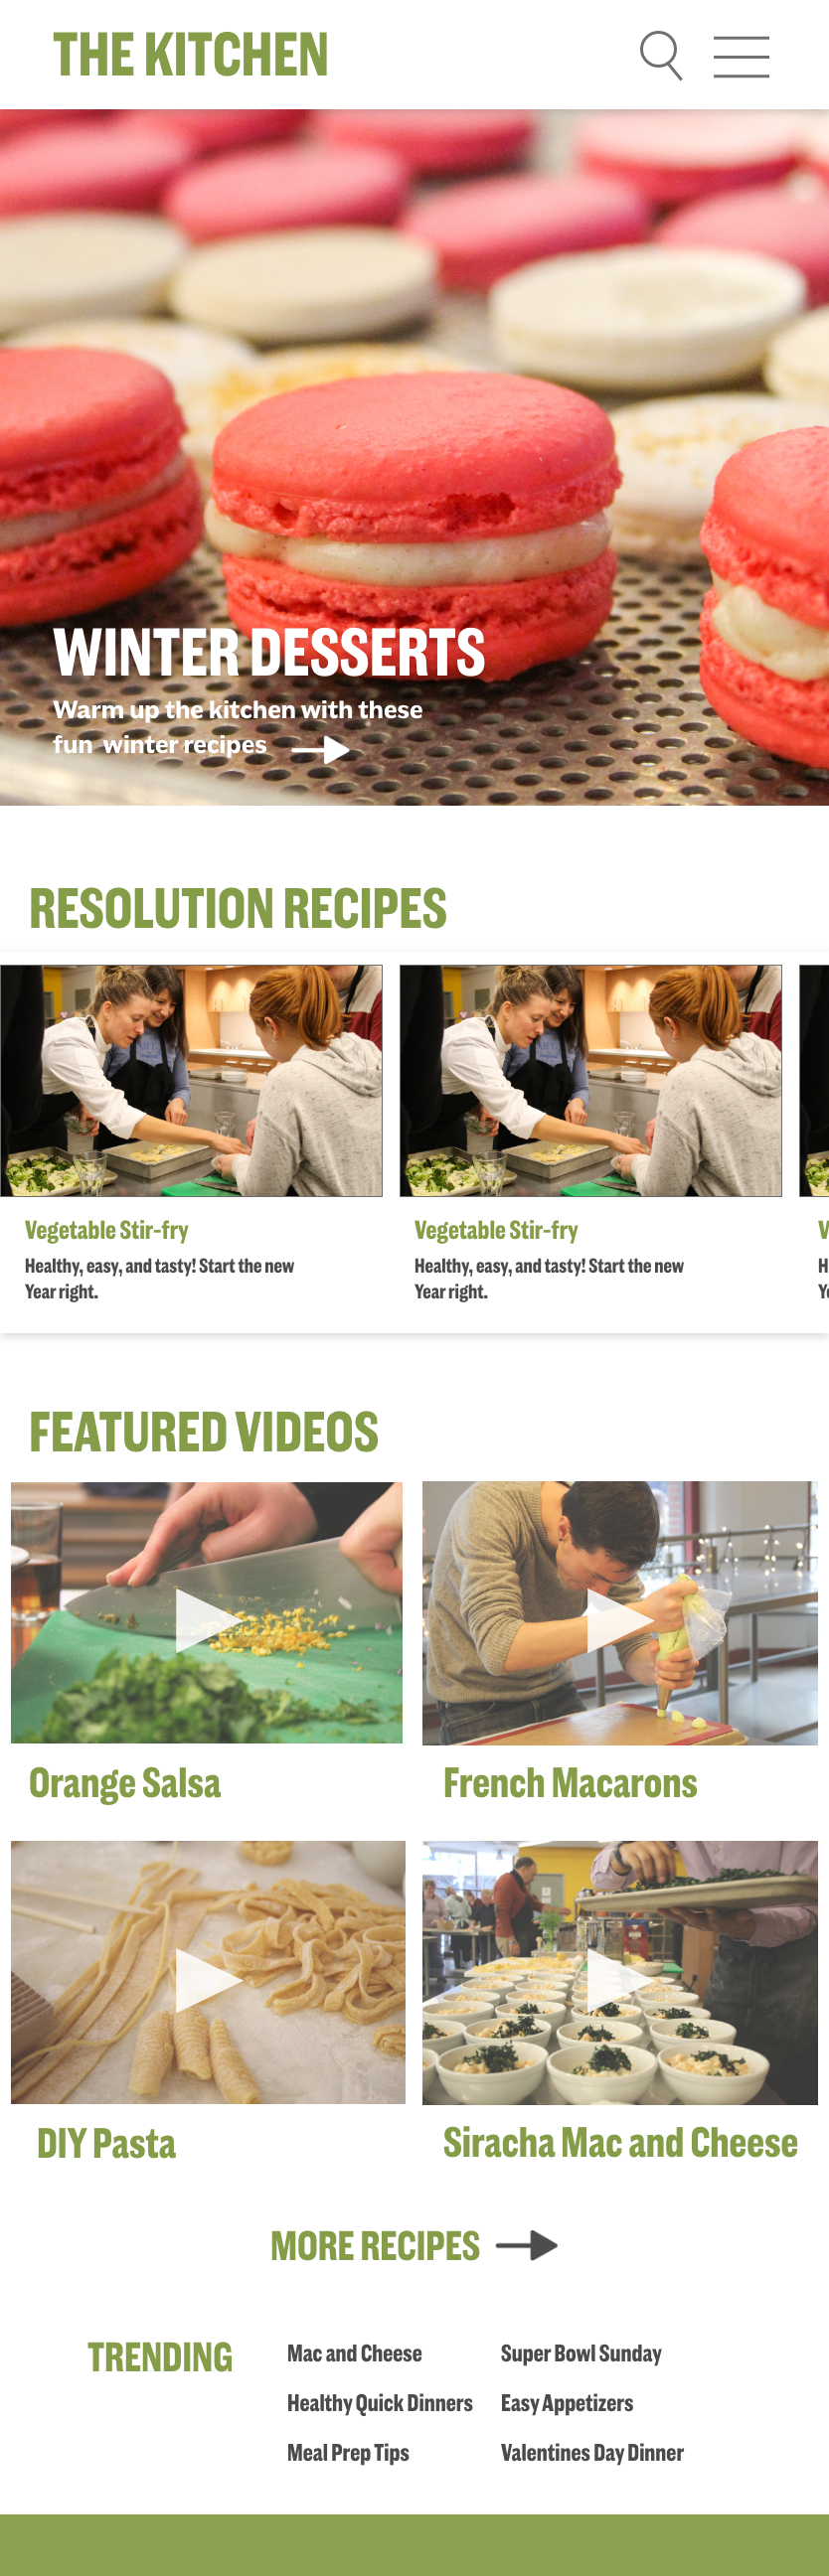 THE KITCHEN
WINTER DESSERTS
Warm up the kitchen with these
fun winter recipes
RESOLUTION RECIPES
Vegetable Stir-fry
Healthy, easy, and tasty! Start the new
Year right.
Vegetable Stir-fry
Healthy, easy, and tasty! Start the new
Year right.
V
H
Ye
FEATURED VIDEOS
Orange Salsa
French Macarons
DIY Pasta
Siracha Mac and Cheese
MORE RECIPES
TRENDING
Mac and Cheese
Super Bowl Sunday
Healthy Quick Dinners
Easy Appetizers
Meal Prep Tips
Valentines Day Dinner